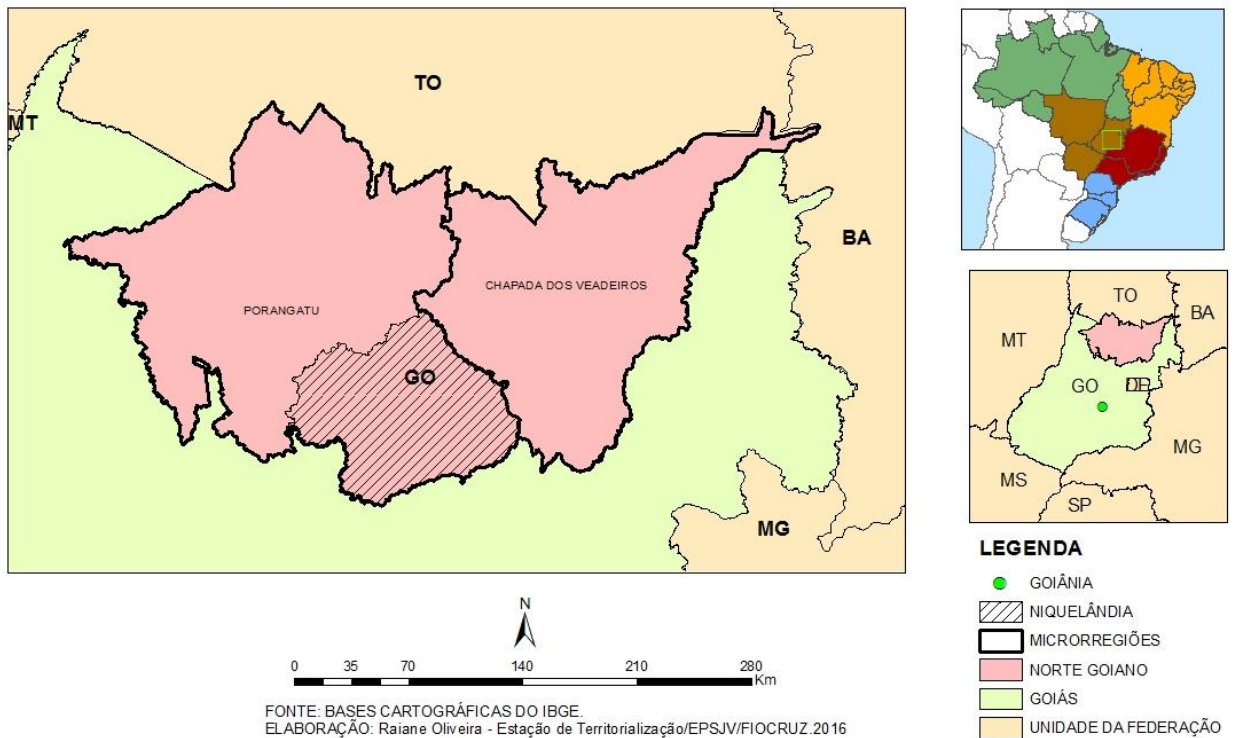 TO
MT
BA
CHAPADA DOS VEADEIROS
PORANGATU
GO
MG
TO
BA
MT
GO
MG
MS
SP
LEGENDA
GOIÂNIA
NIQUELÂNDIA
MICRORREGIÕES
NORTE GOIANO
GOIÁS
UNIDADE DA FEDERAÇÃO
N
0 35 70 140 210 280
Km
FONTE: BASES CARTOGRÁFICAS DO IBGE.
ELABORAÇÃO: Raiane Oliveira - Estação de Territorialização/EPSJV/FIOCRUZ.2016